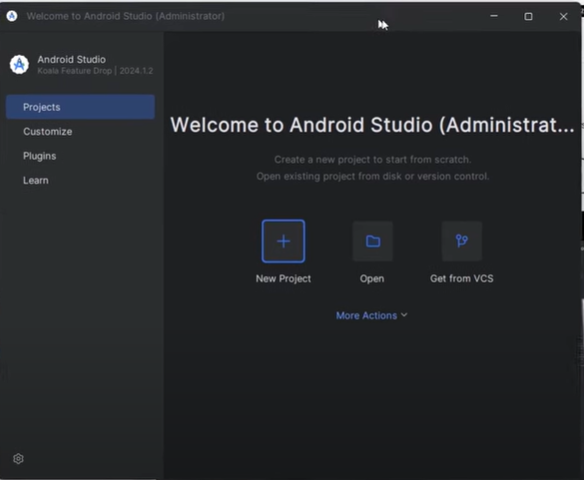 Welcome to Android Studio (Administrator)
Android Studio
Koala Feature Drop | 2024.1.2
Projects
Customize
Plugins
Learn
Welcome to Android Studio (Administrat...
Create a new project to start from scratch.
Open existing project from disk or version control.
New Project
Open
Get from VCS
More Actions